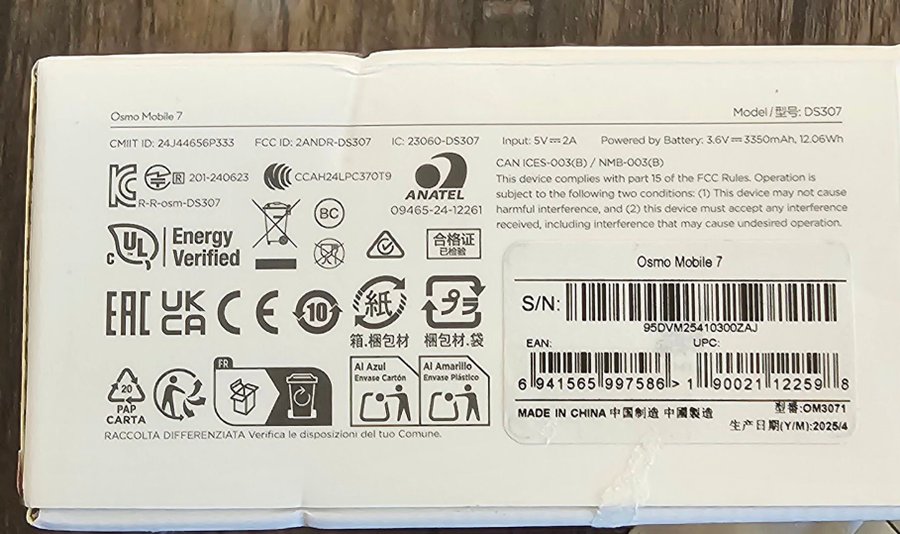 Osmo Mobile 7
Model / 型号: DS307
CMIIT ID: 24J44656P333 FCC ID: 2ANDR-DS307 IC: 23060-DS307
Input: 5V⎓2A Powered by Battery: 3.6V⎓3350mAh, 12.06Wh
R 201-240623
R-R-osm-DS307
CCAH24LPC370T9
ANATEL
09465-24-12261
CAN ICES-003(B) / NMB-003(B)
This device complies with part 15 of the FCC Rules. Operation is
subject to the following two conditions: (1) This device may not cause
harmful interference, and (2) this device must accept any interference
received, including interference that may cause undesired operation.
C UL Energy
Verified
BC
合格证
已检验
EAC
UK
CA
CE
10
紙
箱.梱包材
プラ
梱包材.袋
20
PAP
CARTA
FR
Al Azul
Envase Cartón
Al Amarillo
Envase Plástico
RACCOLTA DIFFERENZIATA Verifica le disposizioni del tuo Comune.
Osmo Mobile 7
S/N:
95DVM25410300ZAJ
EAN: UPC:
6 941565 997586 > 1 90021 12259 8
MADE IN CHINA 中国制造 中國製造
型番:OM3071
生产日期(Y/M):2025/4